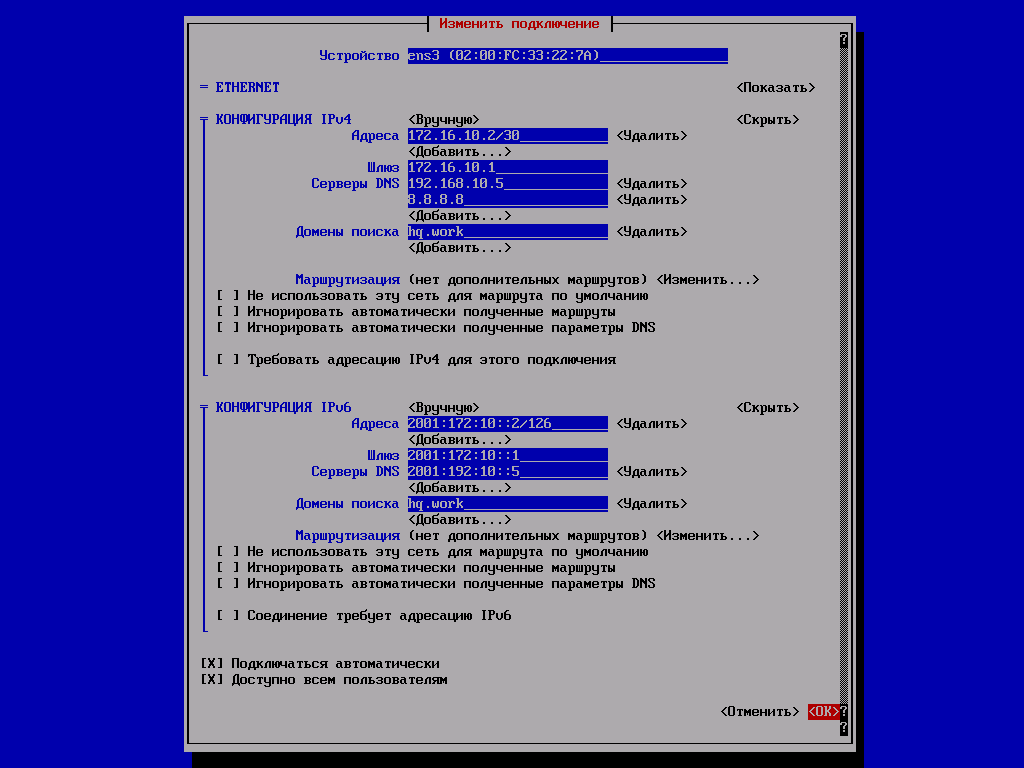 Изменить подключение
Устройство ens3 (02:00:FC:33:22:7A)
= ETHERNET <Показать>
КОНФИГУРАЦИЯ IPv4 <Вручную> <Скрыть>
Адреса 172.16.10.2/30 <Удалить>
<Добавить...>
Шлюз 172.16.10.1
Серверы DNS 192.168.10.5 <Удалить>
8.8.8.8 <Удалить>
<Добавить...>
Домены поиска hq.work <Удалить>
<Добавить...>
Маршрутизация (нет дополнительных маршрутов) <Изменить...>
[ ] Не использовать эту сеть для маршрута по умолчанию
[ ] Игнорировать автоматически полученные маршруты
[ ] Игнорировать автоматически полученные параметры DNS
[ ] Требовать адресацию IPv4 для этого подключения
КОНФИГУРАЦИЯ IPv6 <Вручную> <Скрыть>
Адреса 2001:172:10::2/126 <Удалить>
<Добавить...>
Шлюз 2001:172:10::1
Серверы DNS 2001:192:10::5 <Удалить>
<Добавить...>
Домены поиска hq.work <Удалить>
<Добавить...>
Маршрутизация (нет дополнительных маршрутов) <Изменить...>
[ ] Не использовать эту сеть для маршрута по умолчанию
[ ] Игнорировать автоматически полученные маршруты
[ ] Игнорировать автоматически полученные параметры DNS
[ ] Соединение требует адресацию IPv6
[X] Подключаться автоматически
[X] Доступно всем пользователям
<Отменить> <OK>